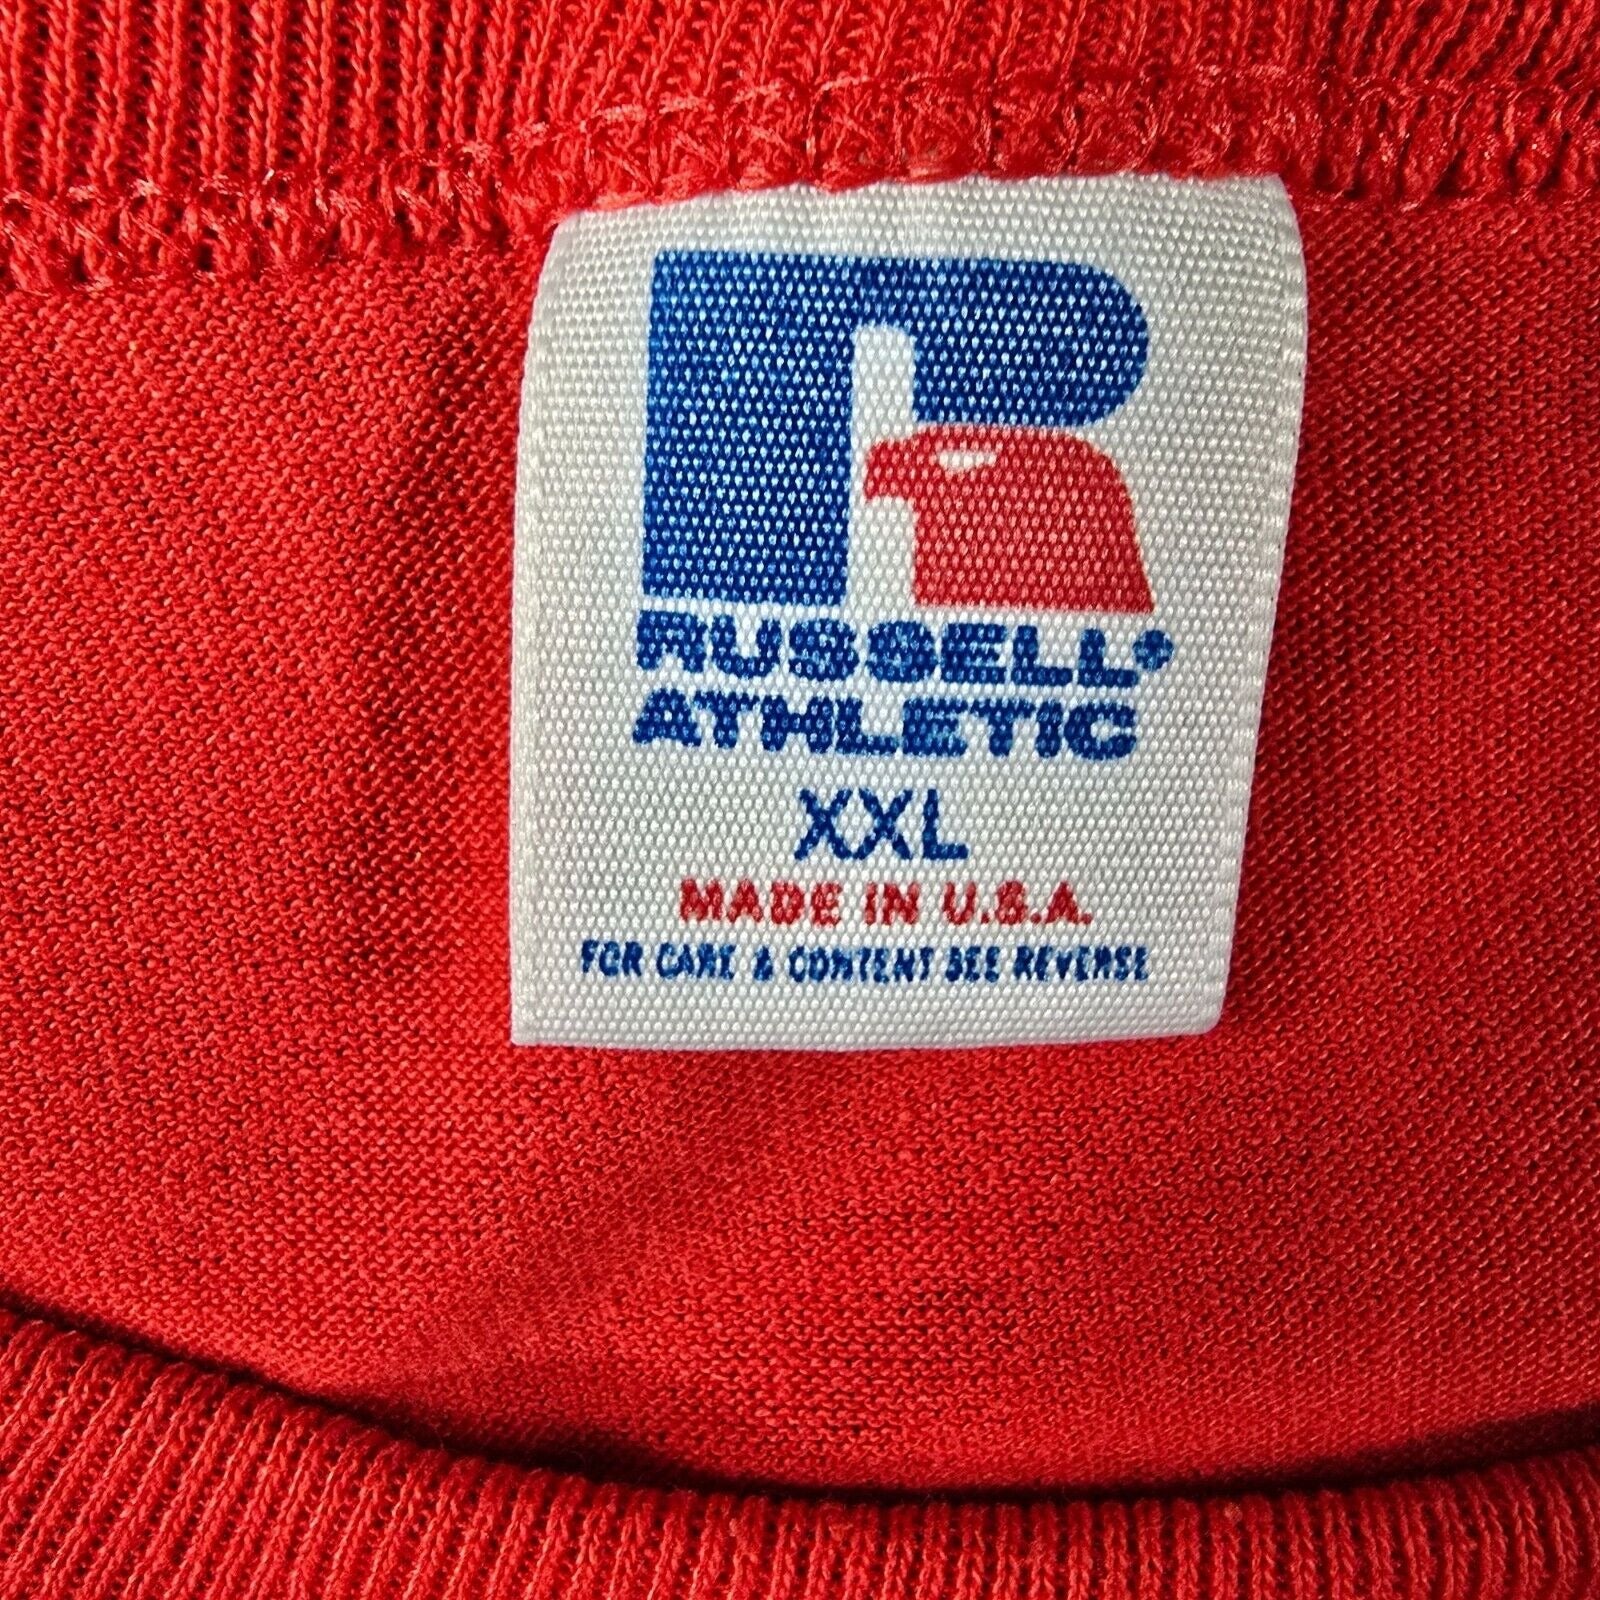 R
RUSSELL®
ATHLETIC
XXL
MADE IN U.S.A.
FOR CARE & CONTENT SEE REVERSE